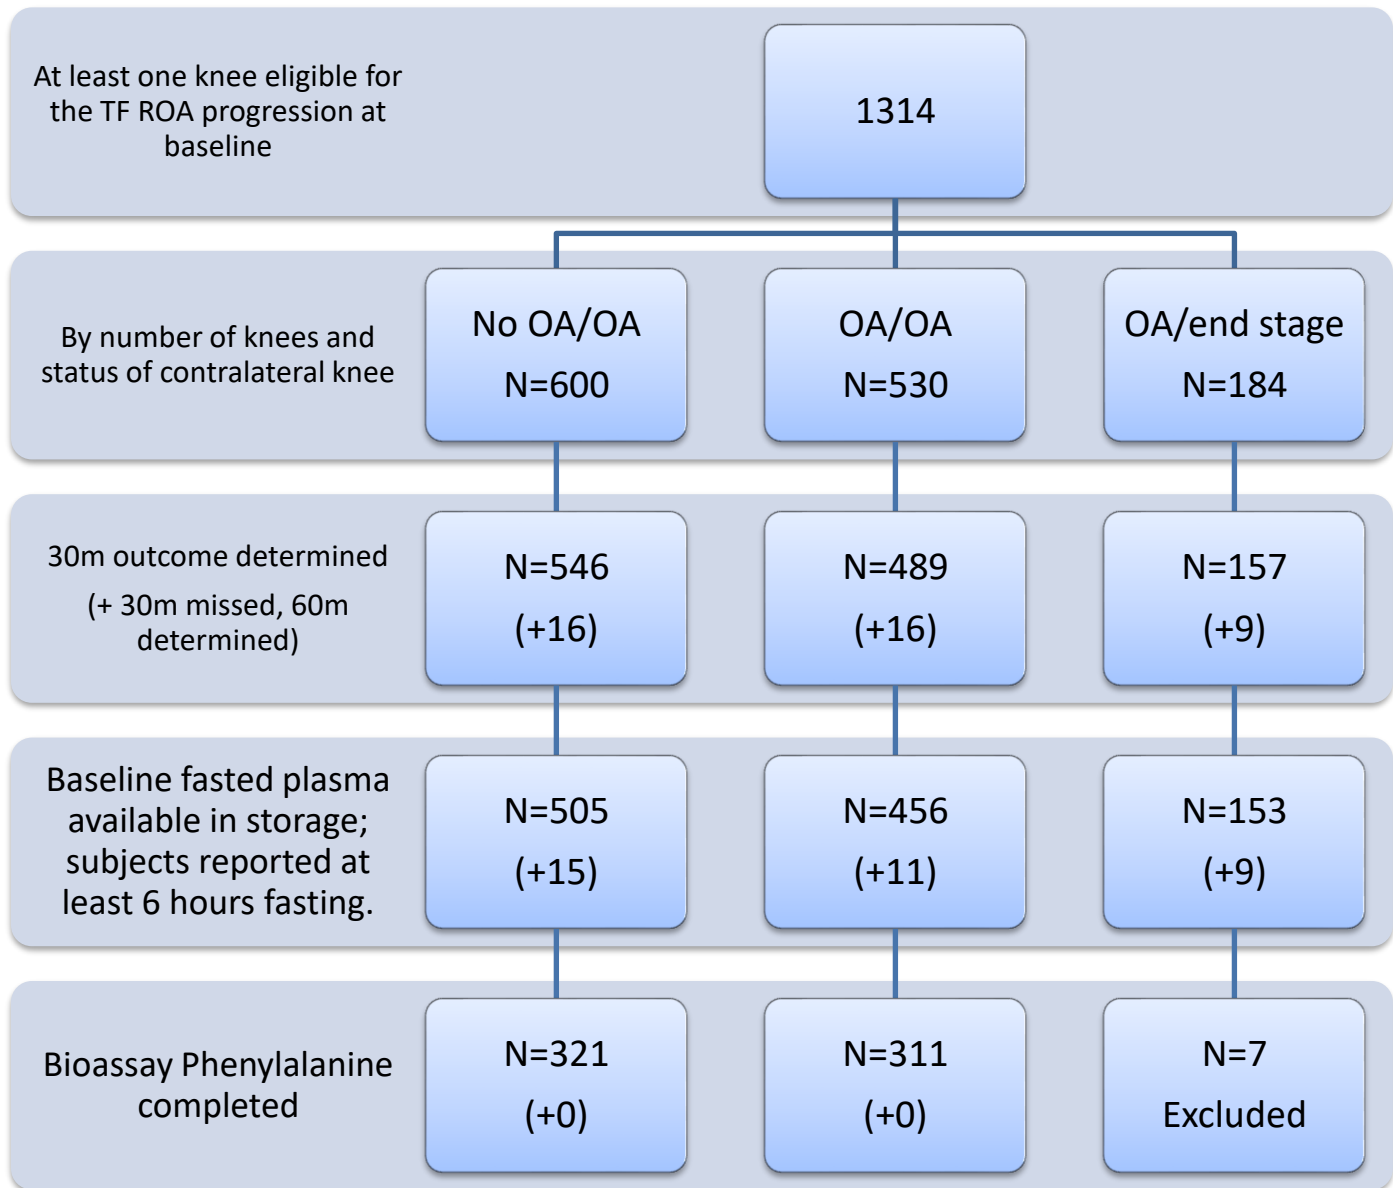 At least one knee eligible for
the TF ROA progression at
baseline
1314
By number of knees and
status of contralateral knee
No OA/OA
N=600
OA/OA
N=530
OA/end stage
N=184
30m outcome determined
(+ 30m missed, 60m
determined)
N=546
(+16)
N=489
(+16)
N=157
(+9)
Baseline fasted plasma
available in storage;
subjects reported at
least 6 hours fasting.
N=505
(+15)
N=456
(+11)
N=153
(+9)
Bioassay Phenylalanine
completed
N=321
(+0)
N=311
(+0)
N=7
Excluded